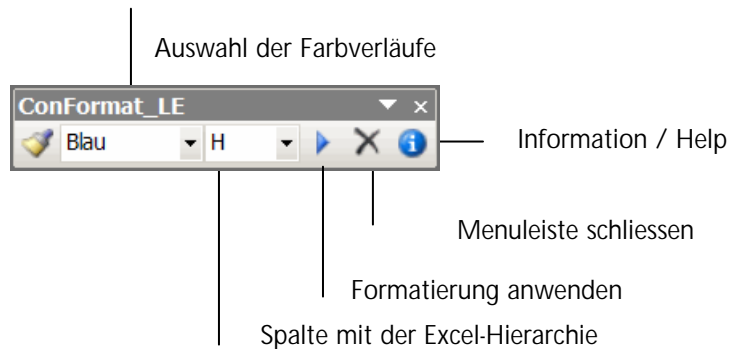 Auswahl der Farbverläufe
ConFormat_LE
Blau H
Information / Help
Menuleiste schliessen
Formatierung anwenden
Spalte mit der Excel-Hierarchie